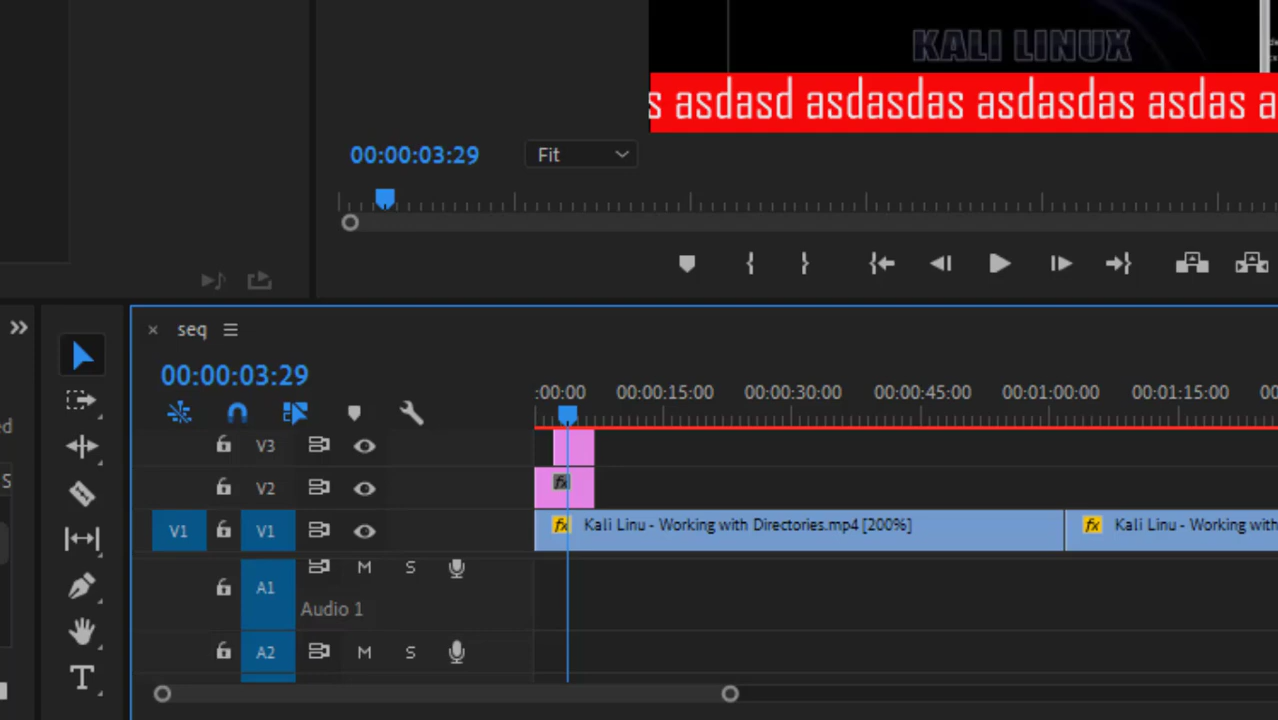 KALI LINUX
s asdasd asdasdas asdasdas asdas a
00:00:03:29 Fit
seq
00:00:03:29
:00:00 00:00:15:00 00:00:30:00 00:00:45:00 00:01:00:00 00:01:15:00 00
V3
V2 fx
V1 V1 fx Kali Linu - Working with Directories.mp4 [200%] fx Kali Linu - Working with
A1 M S
Audio 1
A2 M S